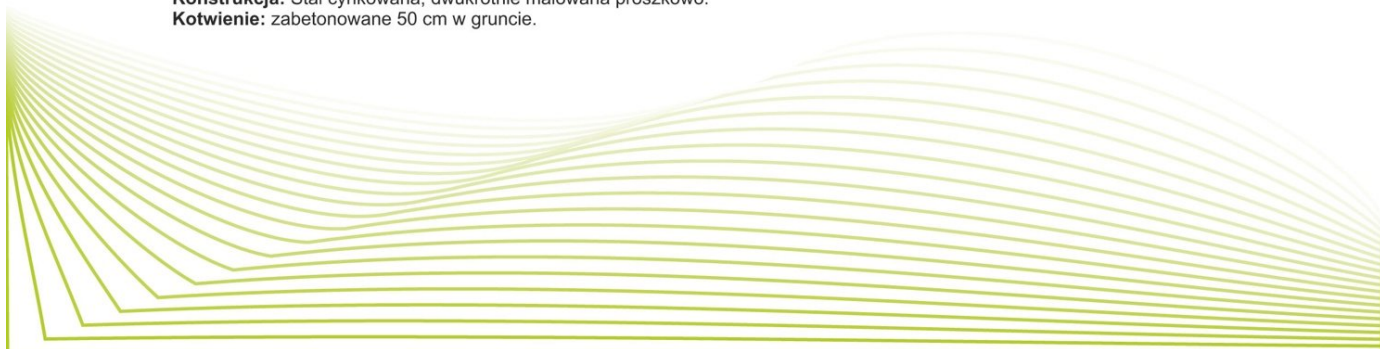 Konstrukcja: Stal cynkowana, dwukrotnie malowana proszkowo.
Kotwienie: zabetonowane 50 cm w gruncie.